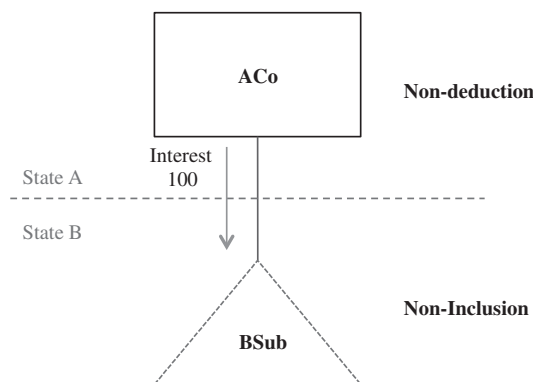 ACo
Non-deduction
Interest
100
State A
State B
Non-Inclusion
BSub